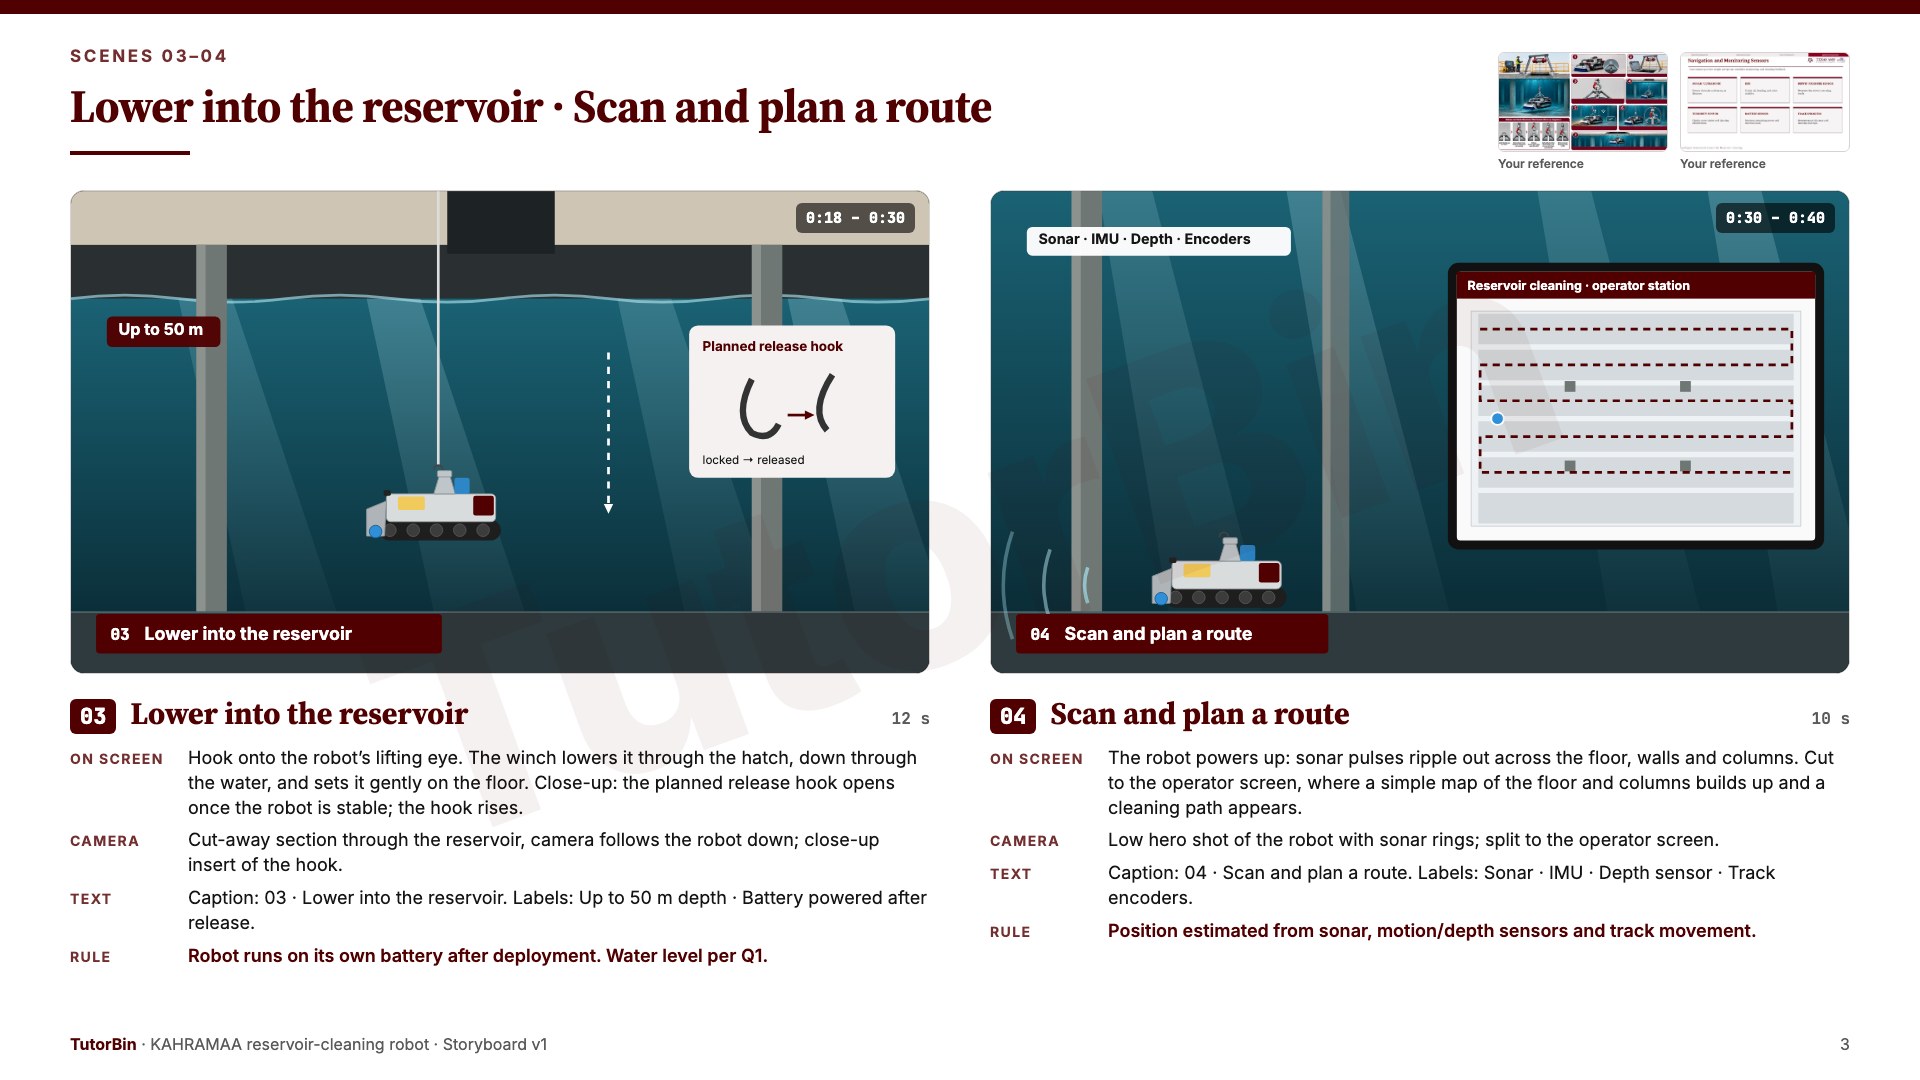 SCENES 03–04
Lower into the reservoir · Scan and plan a route
Navigation and Monitoring Sensors
Your reference
Your reference
0:18 – 0:30
Up to 50 m
Planned release hook
locked → released
03 Lower into the reservoir
0:30 – 0:40
Sonar · IMU · Depth · Encoders
Reservoir cleaning · operator station
04 Scan and plan a route
03 Lower into the reservoir
12 s
ON SCREEN
Hook onto the robot’s lifting eye. The winch lowers it through the hatch, down through
the water, and sets it gently on the floor. Close-up: the planned release hook opens
once the robot is stable; the hook rises.
CAMERA
Cut-away section through the reservoir, camera follows the robot down; close-up
insert of the hook.
TEXT
Caption: 03 · Lower into the reservoir. Labels: Up to 50 m depth · Battery powered after
release.
RULE
Robot runs on its own battery after deployment. Water level per Q1.
04 Scan and plan a route
10 s
ON SCREEN
The robot powers up: sonar pulses ripple out across the floor, walls and columns. Cut
to the operator screen, where a simple map of the floor and columns builds up and a
cleaning path appears.
CAMERA
Low hero shot of the robot with sonar rings; split to the operator screen.
TEXT
Caption: 04 · Scan and plan a route. Labels: Sonar · IMU · Depth sensor · Track
encoders.
RULE
Position estimated from sonar, motion/depth sensors and track movement.
TutorBin
TutorBin · KAHRAMAA reservoir-cleaning robot · Storyboard v1
3